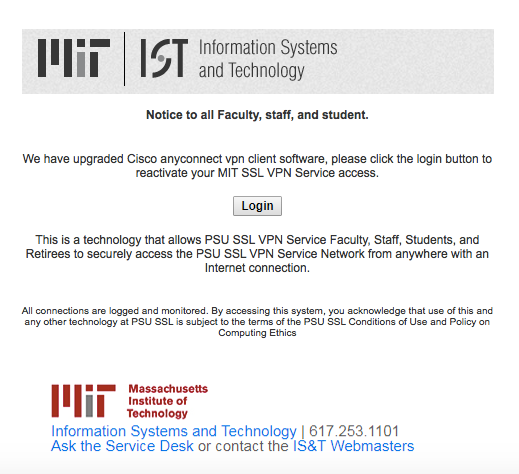 MIT IST Information Systems
and Technology
Notice to all Faculty, staff, and student.
We have upgraded Cisco anyconnect vpn client software, please click the login button to
reactivate your MIT SSL VPN Service access.
Login
This is a technology that allows PSU SSL VPN Service Faculty, Staff, Students, and
Retirees to securely access the PSU SSL VPN Service Network from anywhere with an
Internet connection.
All connections are logged and monitored. By accessing this system, you acknowledge that use of this and
any other technology at PSU SSL is subject to the terms of the PSU SSL Conditions of Use and Policy on
Computing Ethics
MIT Massachusetts
Institute of
Technology
Information Systems and Technology | 617.253.1101
Ask the Service Desk or contact the IS&T Webmasters